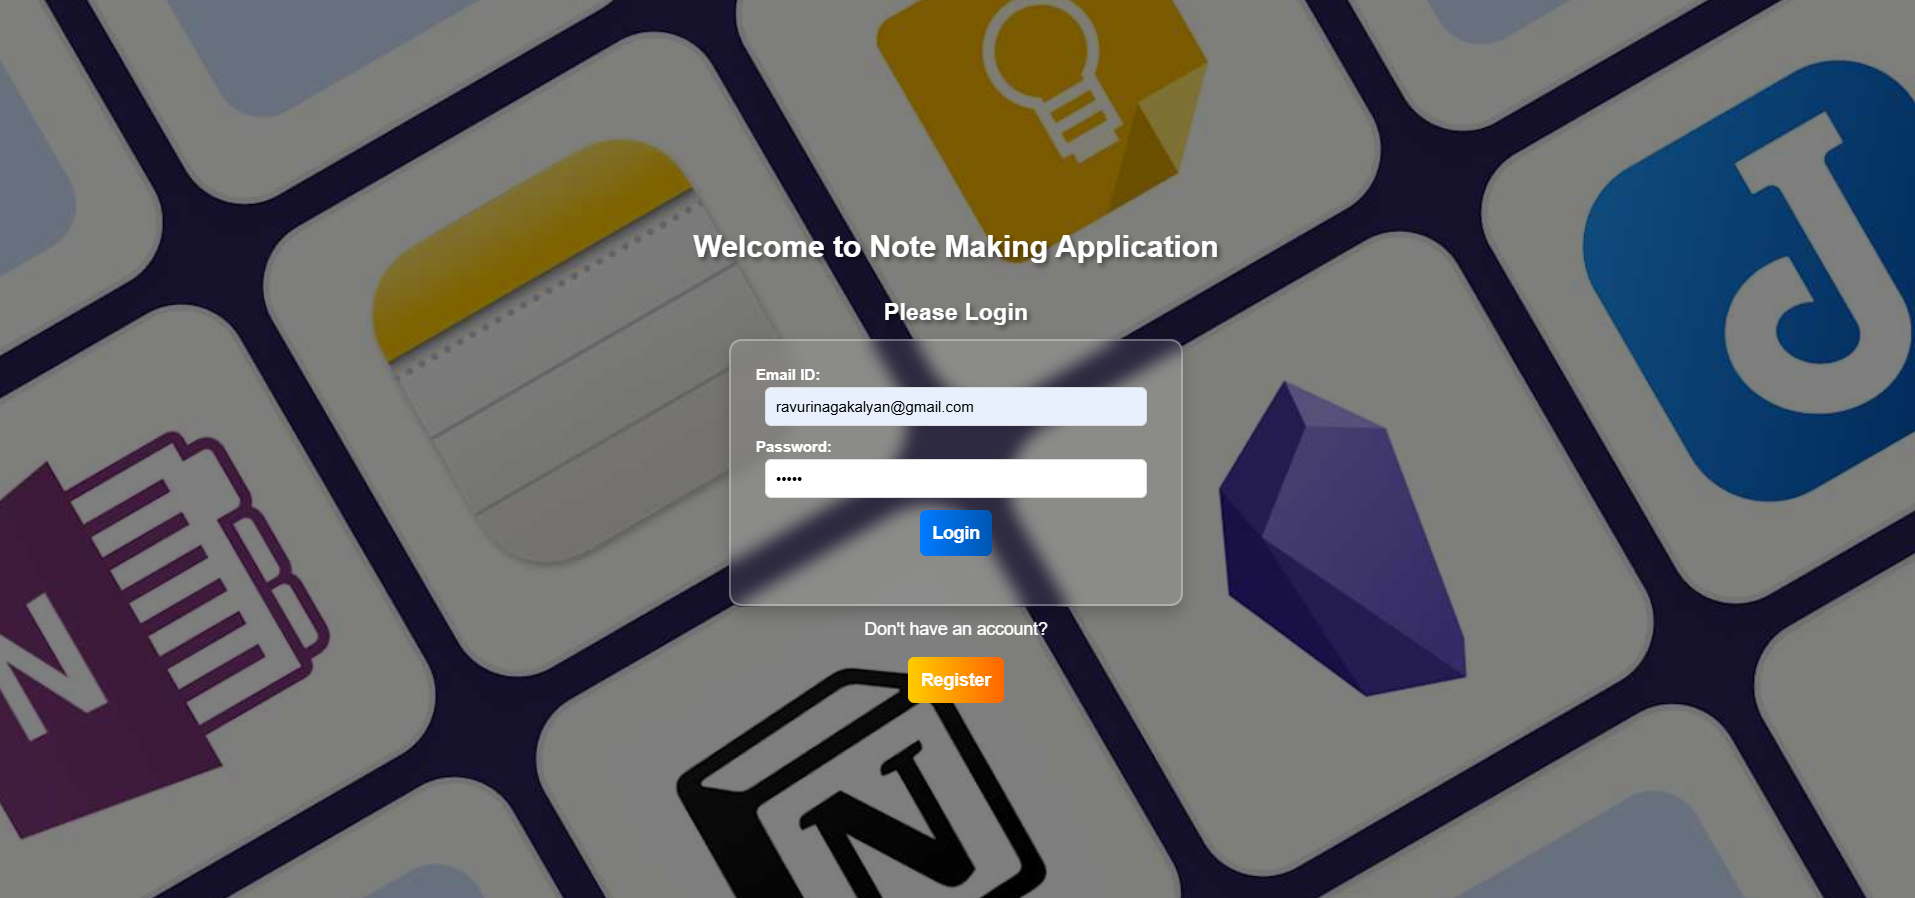 Welcome to Note Making Application
Please Login
Email ID:
ravurinagakalyan@gmail.com
Password:
•••••
Login
Don't have an account?
Register
N
N
J